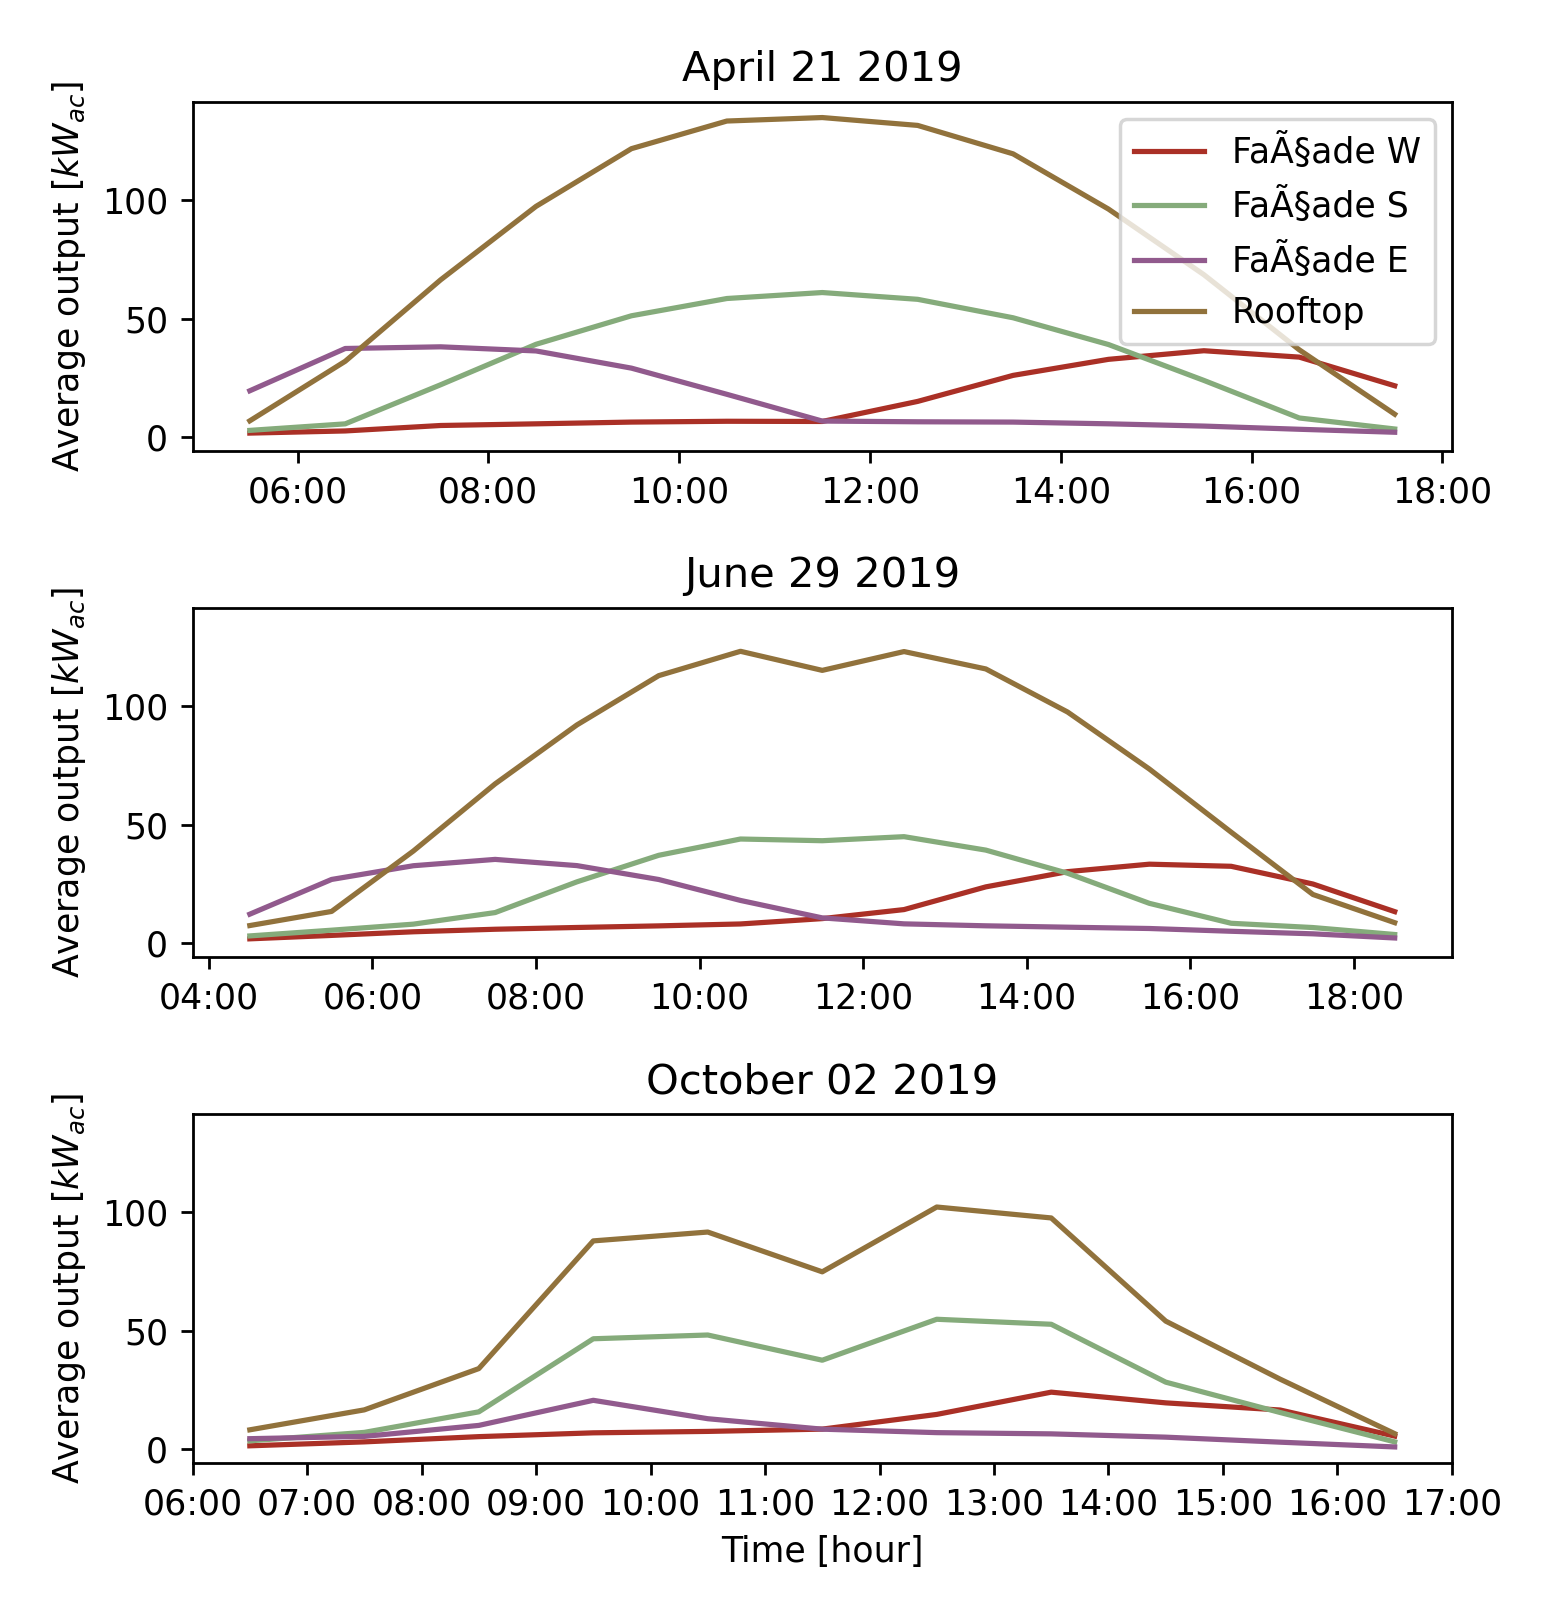 April 21 2019
Average output [kW_ac]
100
50
0
FaÃ§ade W
FaÃ§ade S
FaÃ§ade E
Rooftop
06:00 08:00 10:00 12:00 14:00 16:00 18:00
June 29 2019
Average output [kW_ac]
100
50
0
04:00 06:00 08:00 10:00 12:00 14:00 16:00 18:00
October 02 2019
Average output [kW_ac]
100
50
0
06:00 07:00 08:00 09:00 10:00 11:00 12:00 13:00 14:00 15:00 16:00 17:00
Time [hour]